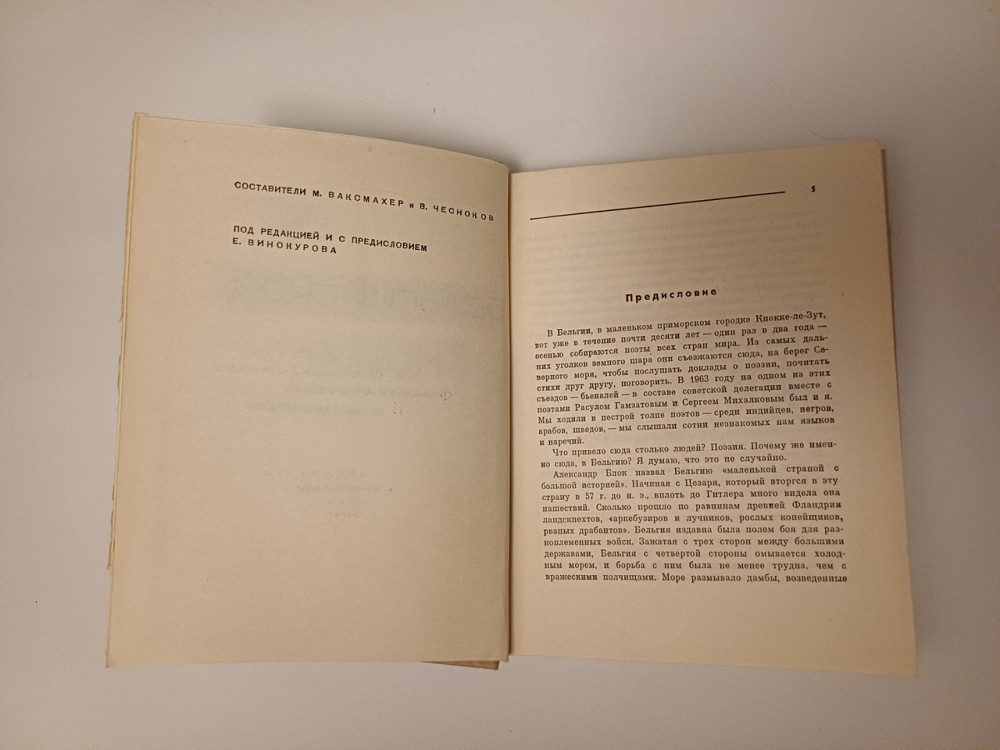 СОСТАВИТЕЛИ М. ВАКСМАХЕР и В. ЧЕСНОКОВ
ПОД РЕДАКЦИЕЙ И С ПРЕДИСЛОВИЕМ
Е. ВИНОКУРОВА
5
Предисловие
В Бельгии, в маленьком приморском городке Кнокке-ле-Зут,
вот уже в течение почти десяти лет — один раз в два года —
осенью собираются поэты всех стран мира. Из самых даль-
них уголков земного шара они съезжаются сюда, на берег Се-
верного моря, чтобы послушать доклады о поэзии, почитать
стихи друг другу, поговорить. В 1963 году на одном из этих
съездов — бьеналей — в составе советской делегации вместе с
поэтами Расулом Гамзатовым и Сергеем Михалковым был и я.
Мы ходили в пестрой толпе поэтов — среди индийцев, негров,
арабов, шведов, — мы слышали сотни незнакомых нам языков
и наречий.
Что привело сюда столько людей? Поэзия. Почему же имен-
но сюда, в Бельгию? Я думаю, что это не случайно.
Александр Блок назвал Бельгию «маленькой страной с
большой историей». Начиная с Цезаря, который вторгся в эту
страну в 57 г. до н. э., вплоть до Гитлера много видела она
нашествий. Сколько прошло по равнинам древней Фландрии
ландскнехтов, «аркебузиров и лучников, рослых копейщиков,
рваных драбантов». Бельгия издавна была полем боя для раз-
ноплеменных войск. Зажатая с трех сторон между большими
державами, Бельгия с четвертой стороны омывается холод-
ным морем, и борьба с ним была не менее трудна, чем с
вражескими полчищами. Море размывало дамбы, возведенные